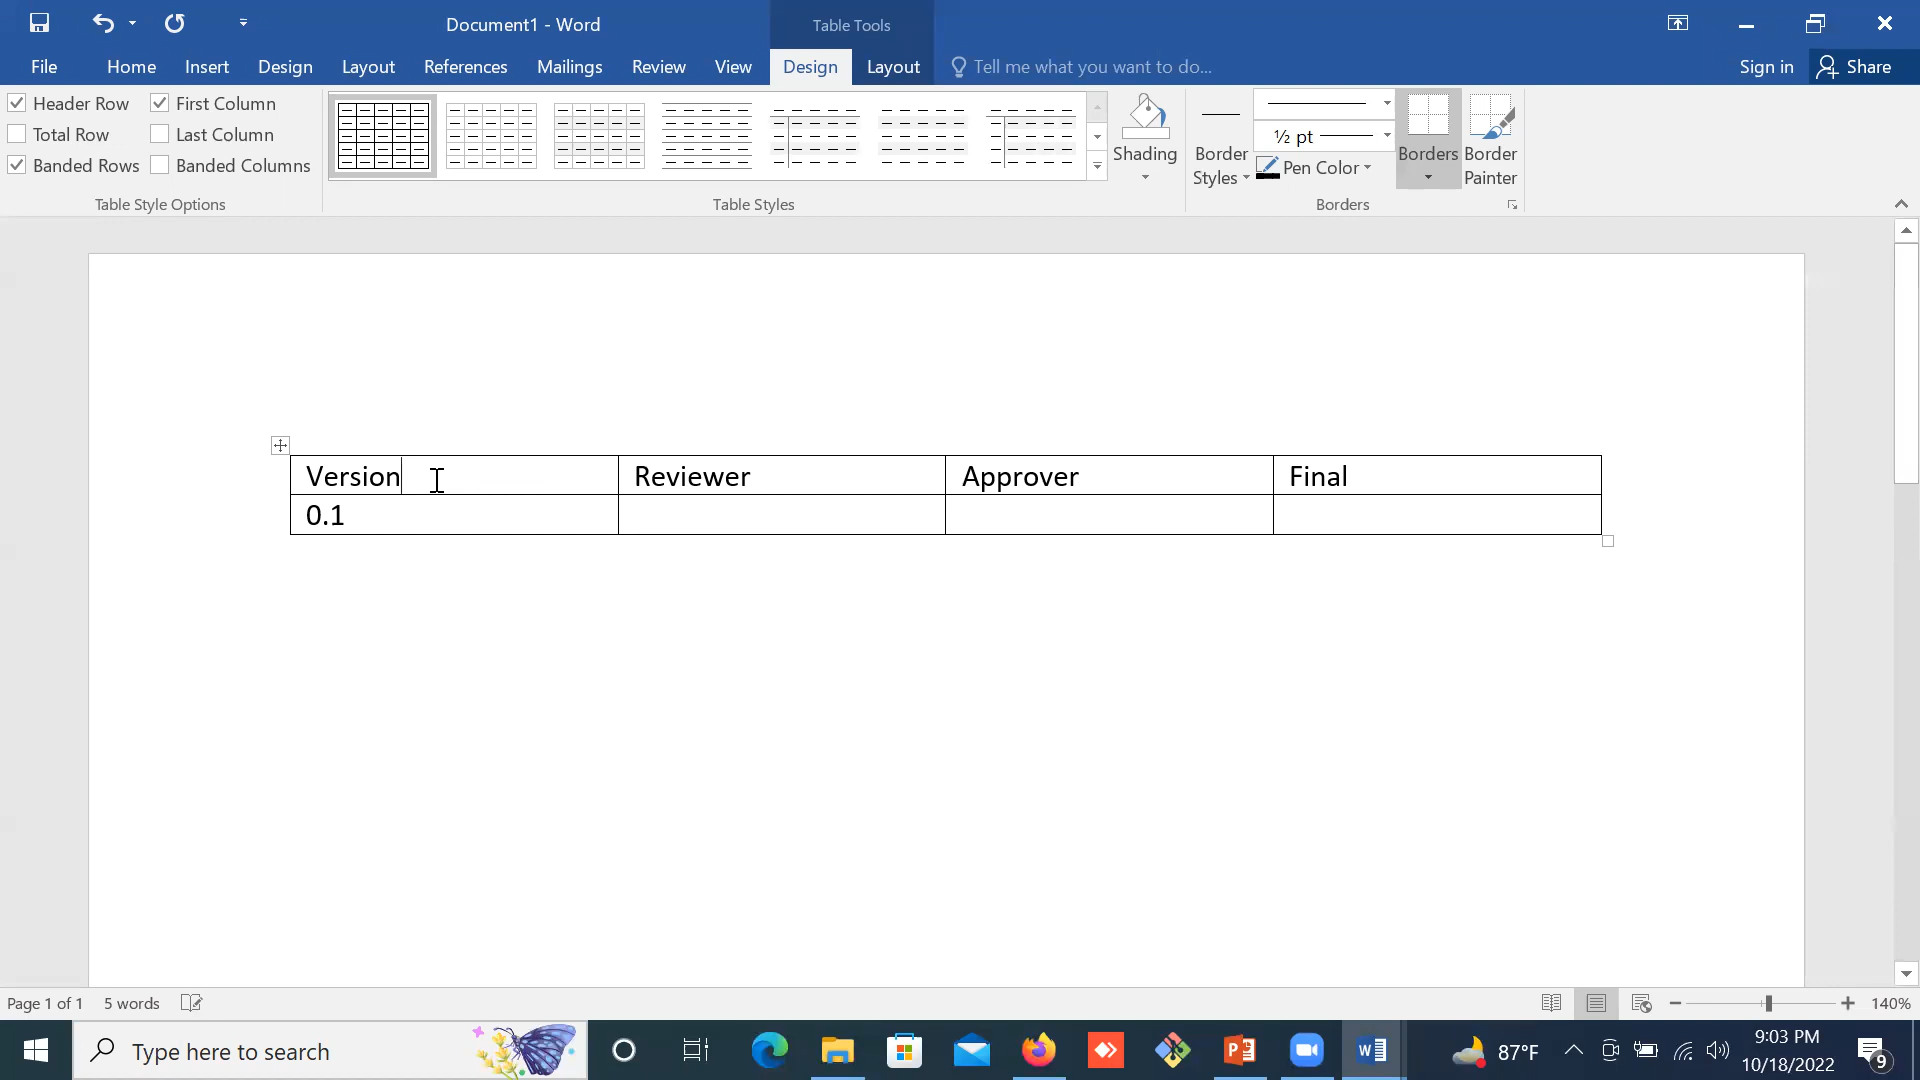 Document1 - Word
Table Tools
File Home Insert Design Layout References Mailings Review View Design Layout Tell me what you want to do... Sign in Share
Header Row First Column
Total Row Last Column
Banded Rows Banded Columns
Table Style Options
Table Styles
Shading
Border Styles
½ pt
Pen Color
Borders
Border Painter
Borders
Version Reviewer Approver Final
0.1
Page 1 of 1 5 words 140%
Type here to search
87°F
9:03 PM
10/18/2022
9